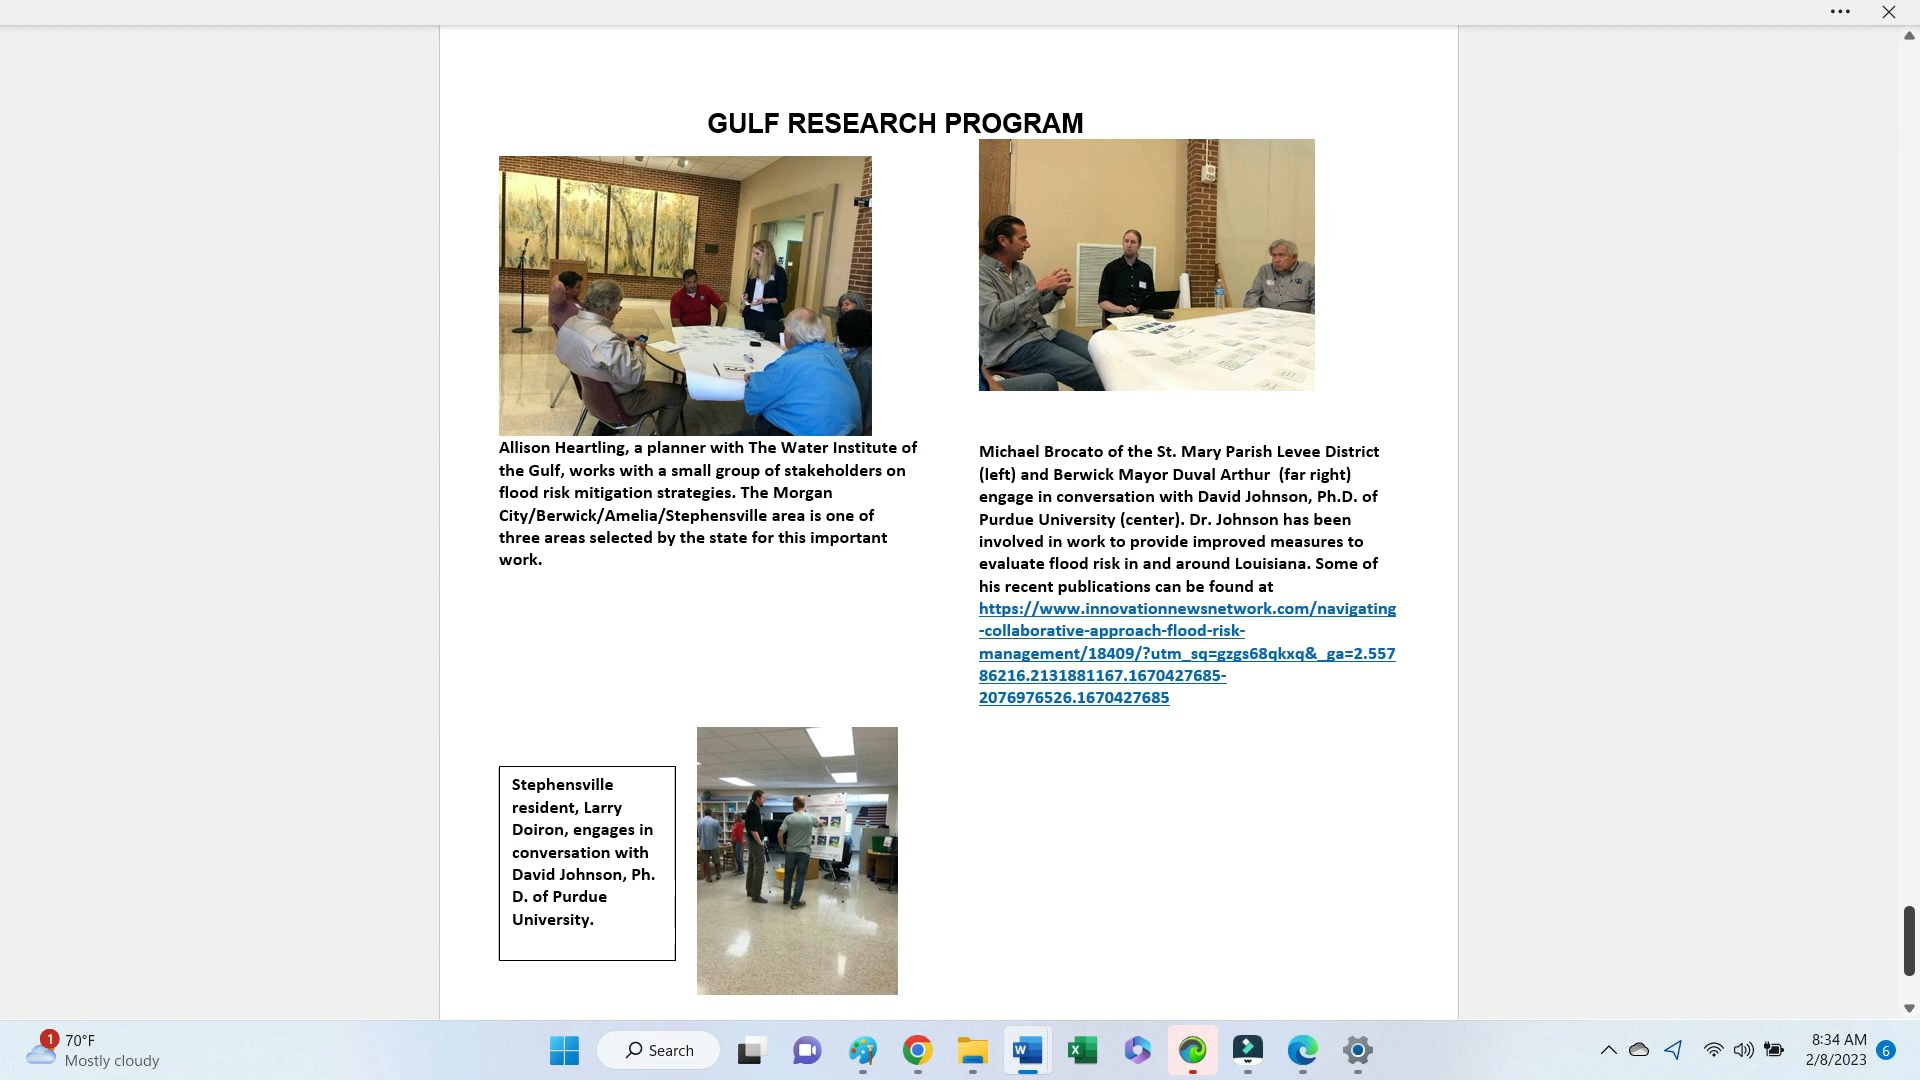 GULF RESEARCH PROGRAM
Allison Heartling, a planner with The Water Institute of
the Gulf, works with a small group of stakeholders on
flood risk mitigation strategies. The Morgan
City/Berwick/Amelia/Stephensville area is one of
three areas selected by the state for this important
work.
Michael Brocato of the St. Mary Parish Levee District
(left) and Berwick Mayor Duval Arthur  (far right)
engage in conversation with David Johnson, Ph.D. of
Purdue University (center). Dr. Johnson has been
involved in work to provide improved measures to
evaluate flood risk in and around Louisiana. Some of
his recent publications can be found at
https://www.innovationnewsnetwork.com/navigating
-collaborative-approach-flood-risk-
management/18409/?utm_sq=gzgs68qkxq&_ga=2.557
86216.2131881167.1670427685-
2076976526.1670427685
Stephensville
resident, Larry
Doiron, engages in
conversation with
David Johnson, Ph.
D. of Purdue
University.
1
70°F
Mostly cloudy
Search
8:34 AM
2/8/2023
6